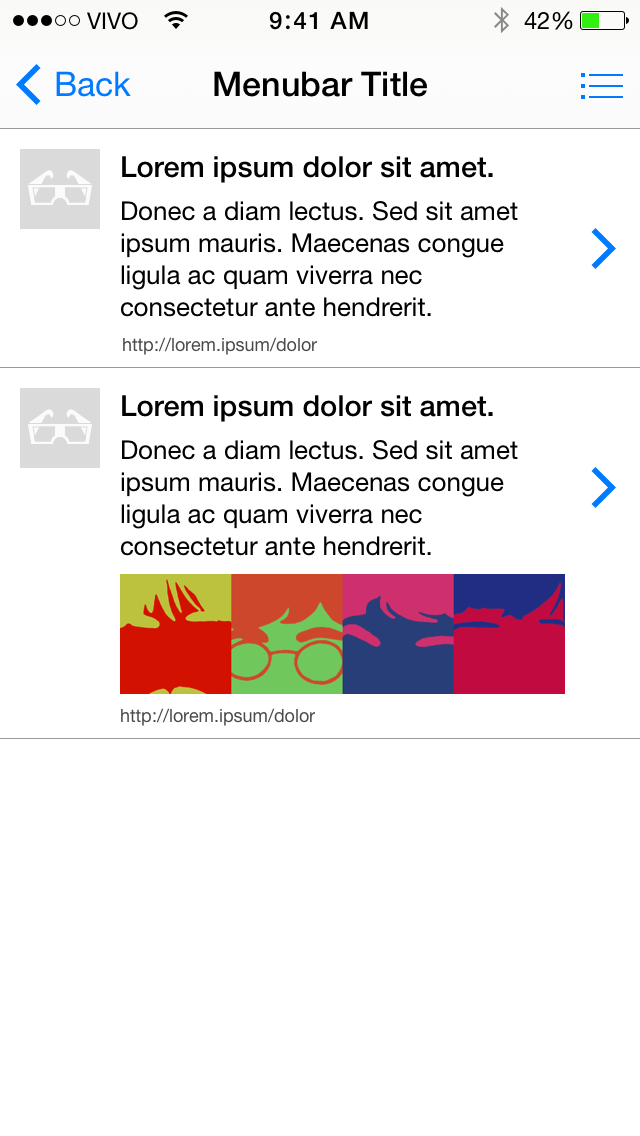 VIVO 9:41 AM 42%
Back Menubar Title
Lorem ipsum dolor sit amet.
Donec a diam lectus. Sed sit amet
ipsum mauris. Maecenas congue
ligula ac quam viverra nec
consectetur ante hendrerit.
http://lorem.ipsum/dolor
Lorem ipsum dolor sit amet.
Donec a diam lectus. Sed sit amet
ipsum mauris. Maecenas congue
ligula ac quam viverra nec
consectetur ante hendrerit.
http://lorem.ipsum/dolor